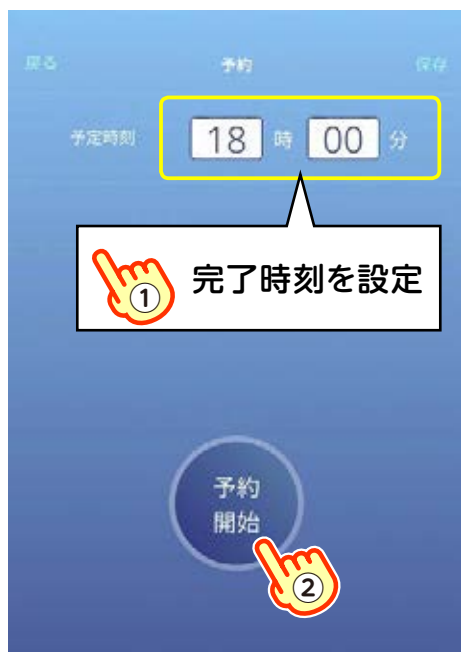 戻る 予約 保存
予定時刻 18 時 00 分
① 完了時刻を設定
予約
開始
②